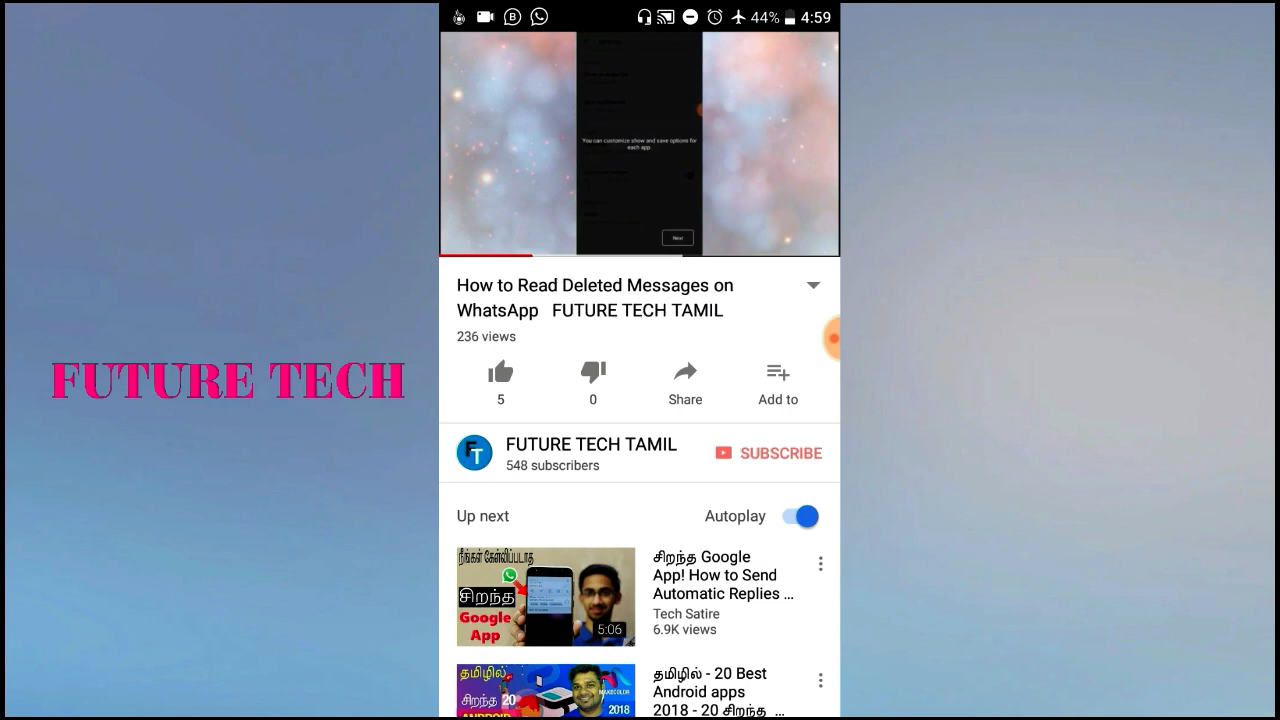 44% 4:59
You can customize show and save options for
each app
Next
How to Read Deleted Messages on
WhatsApp FUTURE TECH TAMIL
236 views
5
0
Share
Add to
FUTURE TECH
FUTURE TECH TAMIL
548 subscribers
SUBSCRIBE
Up next
Autoplay
நீங்கள் கேள்விப்படாத
சிறந்த
Google
App
5:06
சிறந்த Google
App! How to Send
Automatic Replies ...
Tech Satire
6.9K views
தமிழில்
சிறந்த 20
ANDROID
MAKECOLOR
2018
தமிழில் - 20 Best
Android apps
2018 - 20 சிறந்த ...